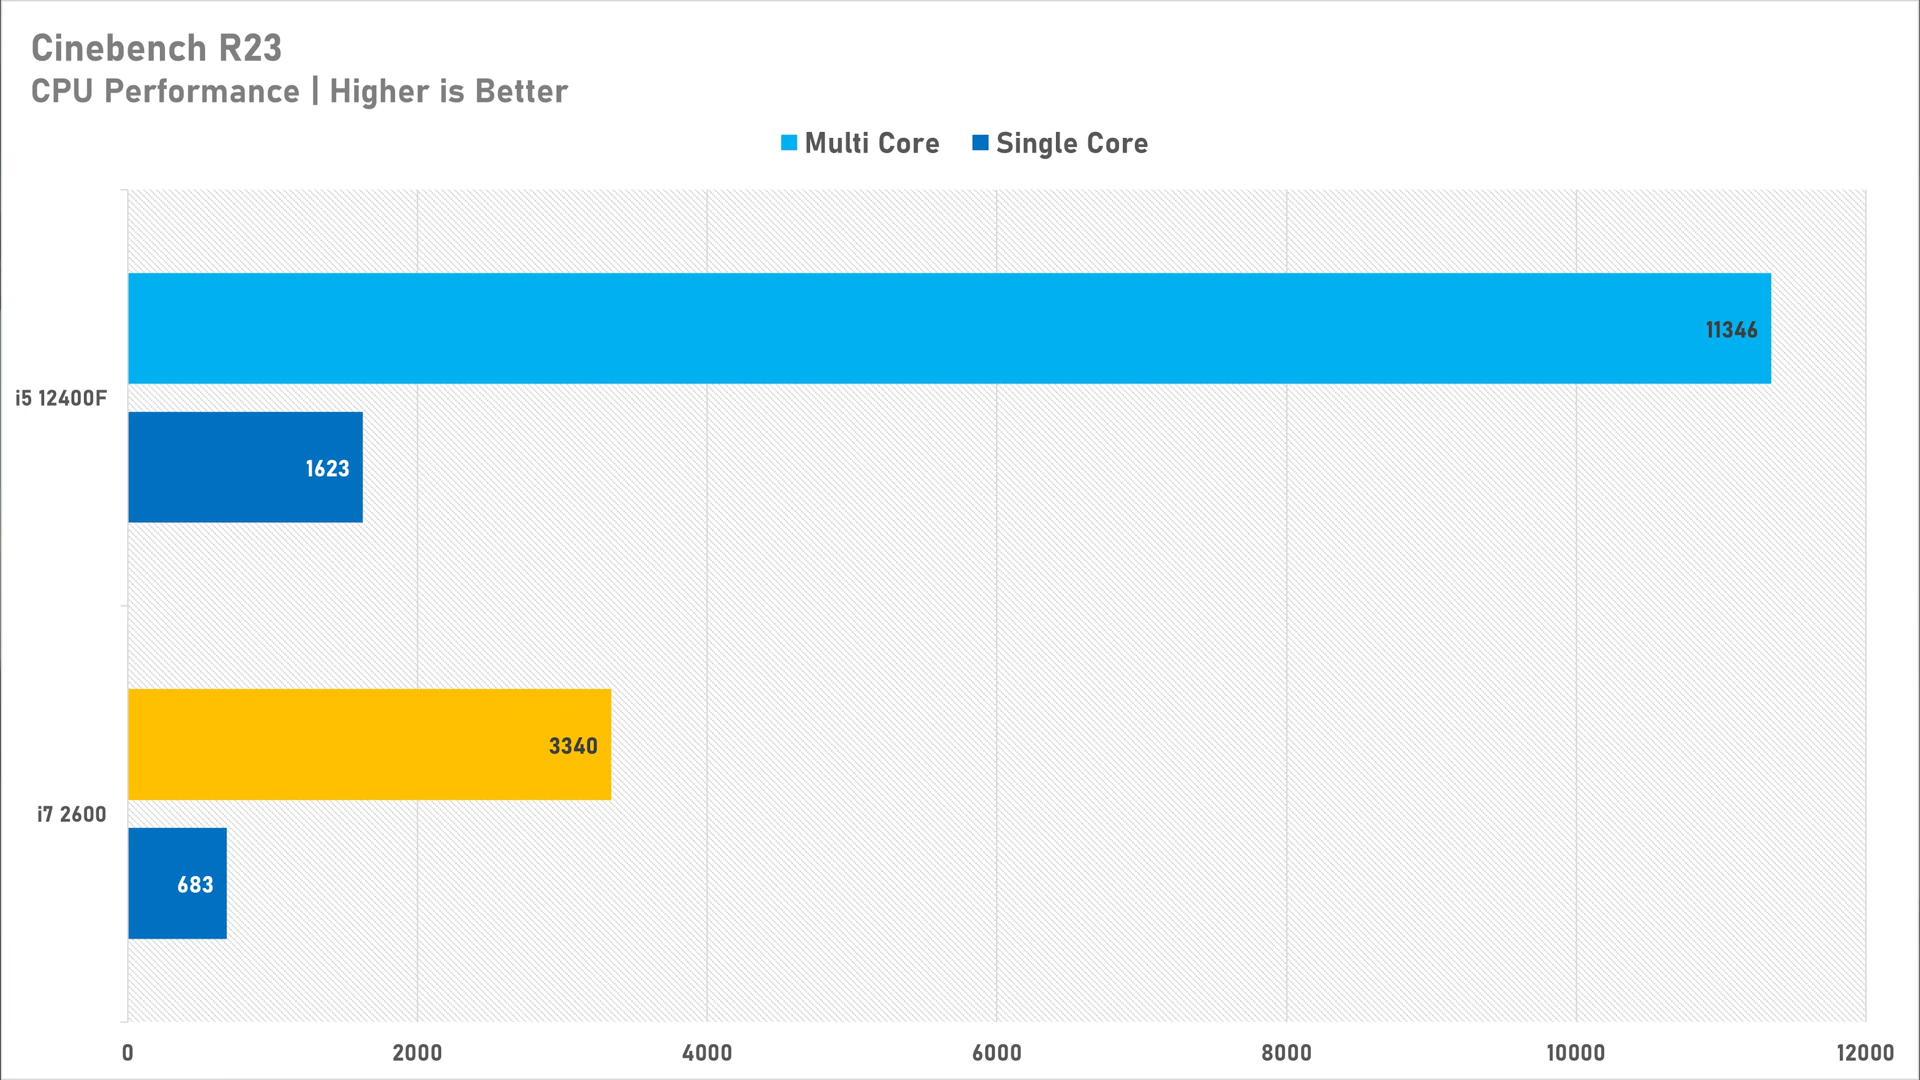 Cinebench R23
CPU Performance | Higher is Better
Multi Core Single Core
11346
i5 12400F
1623
3340
i7 2600
683
0 2000 4000 6000 8000 10000 12000